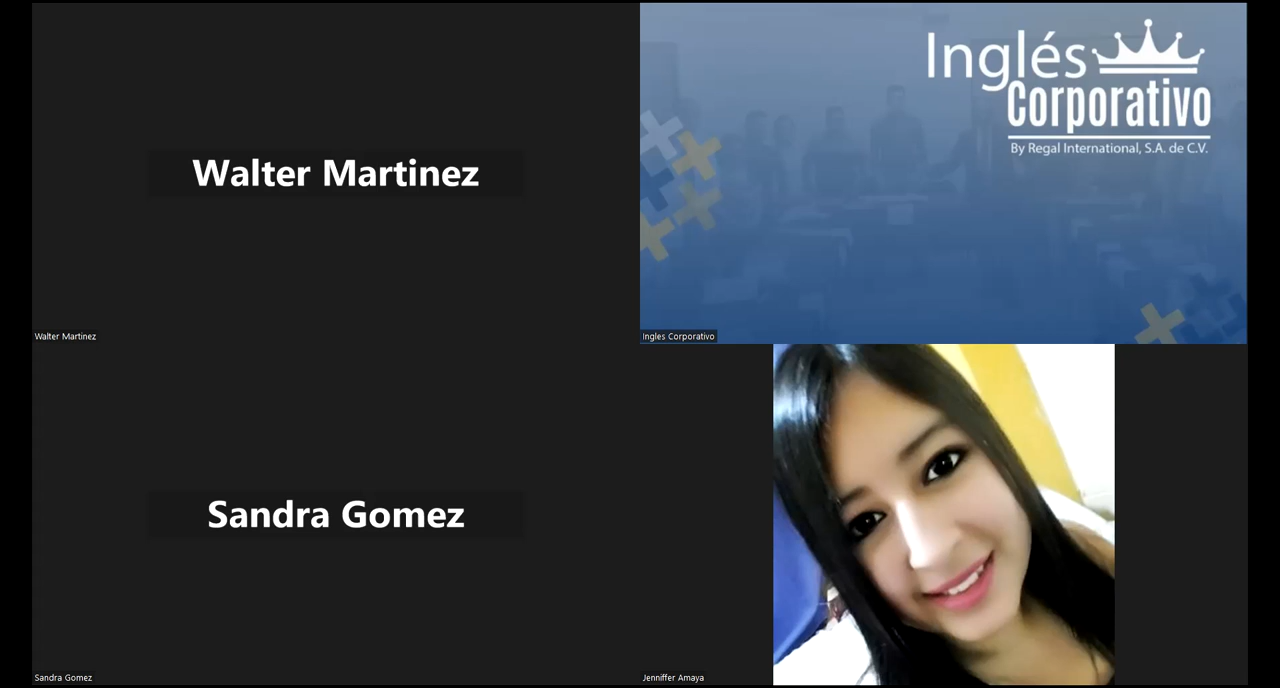 Walter Martinez
Walter Martinez
Inglés
Corporativo
By Regal International, S.A. de C.V.
Ingles Corporativo
Sandra Gomez
Sandra Gomez
Jenniffer Amaya